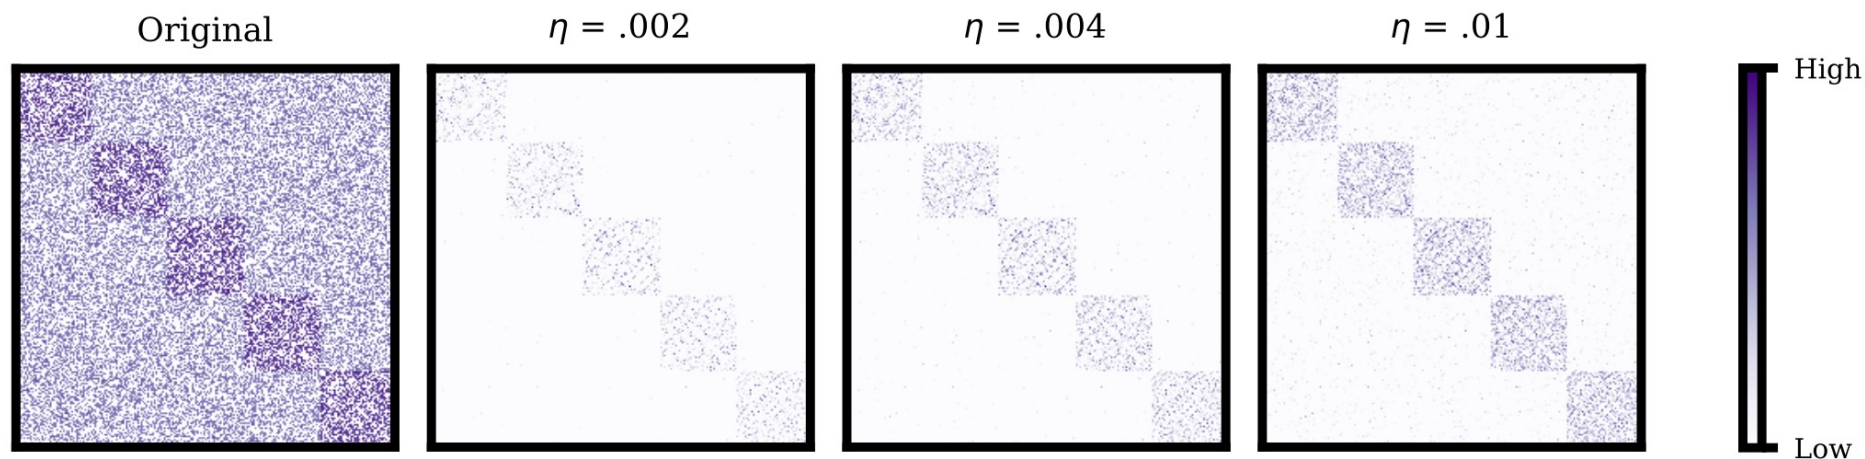 Original
η = .002
η = .004
η = .01
High
Low